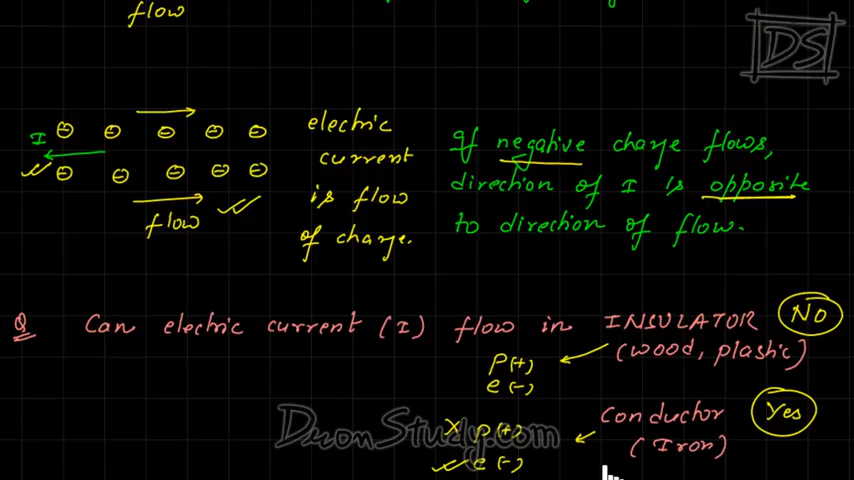 flow
DS
electric
current
is flow
of charge.
I
flow
If negative charge flows,
direction of I is opposite
to direction of flow.
Q Can electric current (I) flow in INSULATOR No
(wood, plastic)
P(+)
e(-)
conductor Yes
(Iron)
X P(+)
e(-)
DronStudy.com